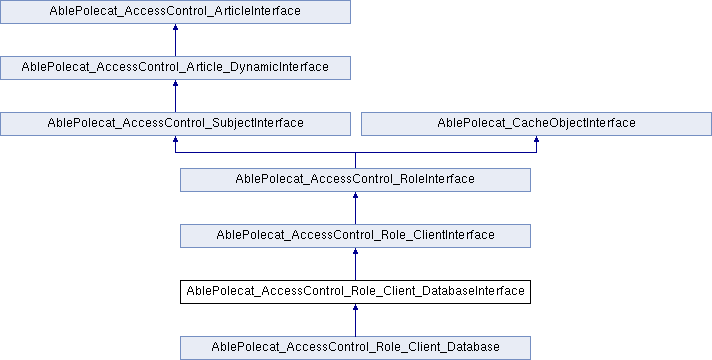 AblePolecat_AccessControl_ArticleInterface
AblePolecat_AccessControl_Article_DynamicInterface
AblePolecat_AccessControl_SubjectInterface
AblePolecat_CacheObjectInterface
AblePolecat_AccessControl_RoleInterface
AblePolecat_AccessControl_Role_ClientInterface
AblePolecat_AccessControl_Role_Client_DatabaseInterface
AblePolecat_AccessControl_Role_Client_Database